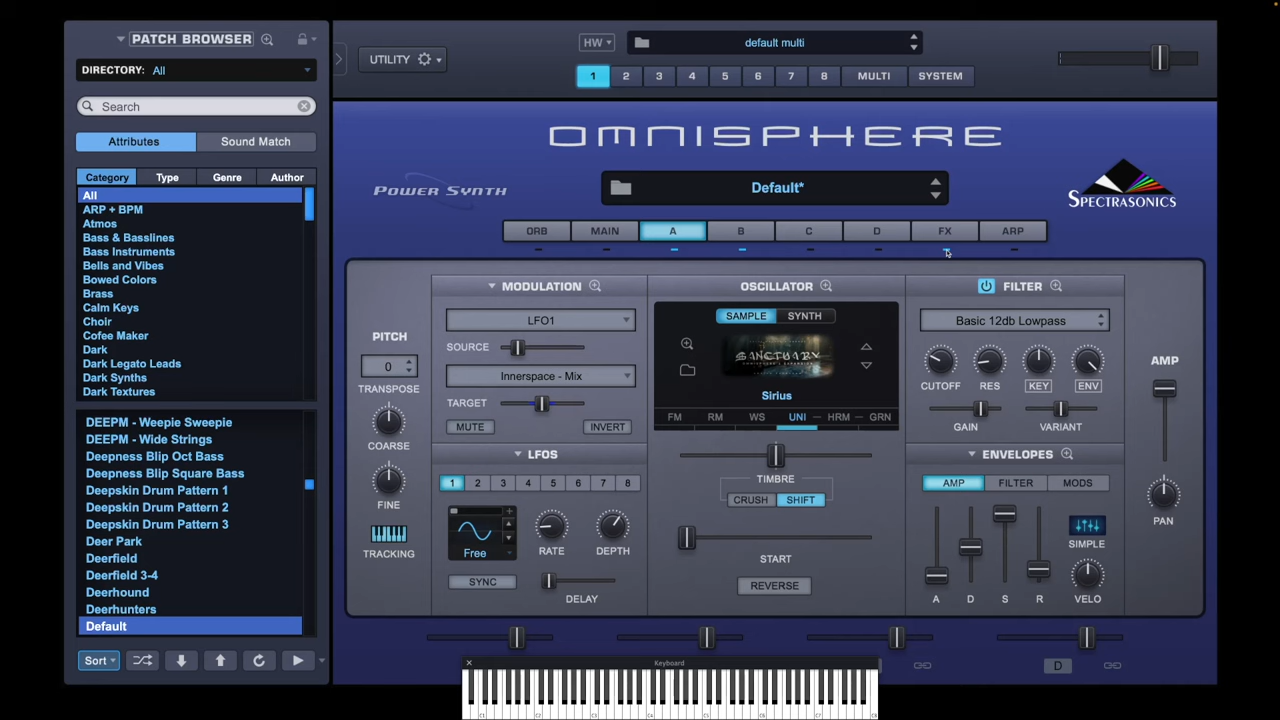 PATCH BROWSER
DIRECTORY: All
Search
Attributes Sound Match
Category Type Genre Author
All
ARP + BPM
Atmos
Bass & Basslines
Bass Instruments
Bells and Vibes
Bowed Colors
Brass
Calm Keys
Choir
Cofee Maker
Dark
Dark Legato Leads
Dark Synths
Dark Textures
DEEPM - Weepie Sweepie
DEEPM - Wide Strings
Deepness Blip Oct Bass
Deepness Blip Square Bass
Deepskin Drum Pattern 1
Deepskin Drum Pattern 2
Deepskin Drum Pattern 3
Deer Park
Deerfield
Deerfield 3-4
Deerhound
Deerhunters
Default
Sort
UTILITY
HW
default multi
1 2 3 4 5 6 7 8 MULTI SYSTEM
OMNISPHERE
POWER SYNTH
Default*
SPECTRASONICS
ORB MAIN A B C D FX ARP
PITCH
0
TRANSPOSE
COARSE
FINE
TRACKING
MODULATION
LFO1
SOURCE
Innerspace - Mix
TARGET
MUTE INVERT
LFOS
1 2 3 4 5 6 7 8
Free
RATE DEPTH
SYNC
DELAY
OSCILLATOR
SAMPLE SYNTH
SANCTUARY
Sirius
FM RM WS UNI HRM GRN
TIMBRE
CRUSH SHIFT
START
REVERSE
FILTER
Basic 12db Lowpass
CUTOFF RES KEY ENV
GAIN VARIANT
ENVELOPES
AMP FILTER MODS
SIMPLE
A D S R VELO
AMP
PAN
D
Keyboard
C1 C2 C3 C4 C5 C6 C7 C8